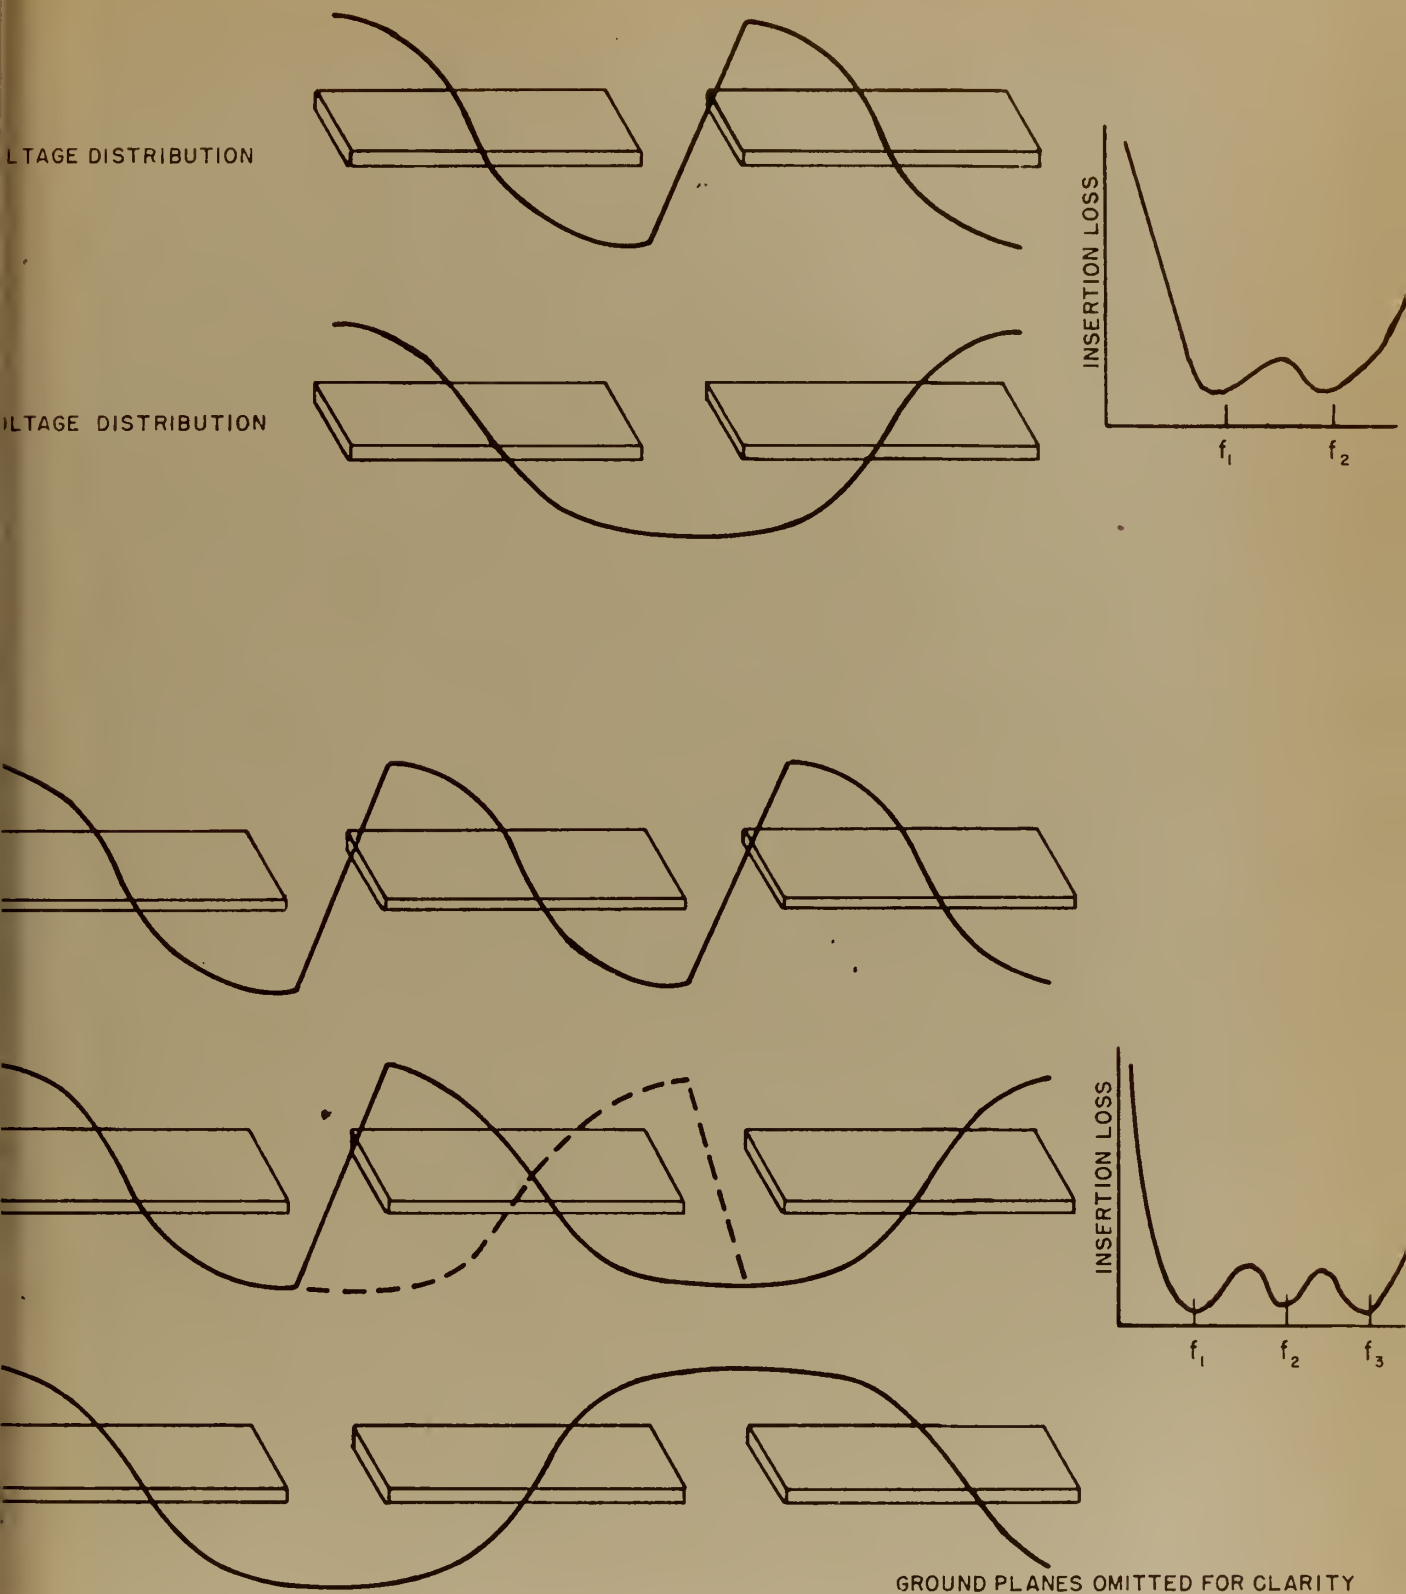 LTAGE DISTRIBUTION
INSERTION LOSS
f₁ f₂
LTAGE DISTRIBUTION
INSERTION LOSS
f₁ f₂ f₃
GROUND PLANES OMITTED FOR CLARITY